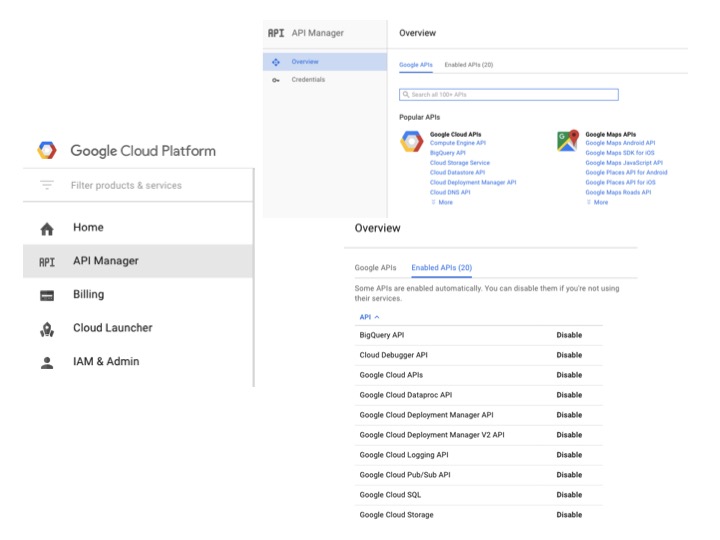 API API Manager
Overview
Credentials
Overview
Google APIs Enabled APIs (20)
Search all 100+ APIs
Popular APIs
Google Cloud APIs
Compute Engine API
BigQuery API
Cloud Storage Service
Cloud Datastore API
Cloud Deployment Manager API
Cloud DNS API
More
Google Maps APIs
Google Maps Android API
Google Maps SDK for iOS
Google Maps JavaScript API
Google Places API for Android
Google Places API for iOS
Google Maps Roads API
More
Google Cloud Platform
Filter products & services
Home
API API Manager
Billing
Cloud Launcher
IAM & Admin
Overview
Google APIs Enabled APIs (20)
Some APIs are enabled automatically. You can disable them if you're not using
their services.
API
BigQuery API Disable
Cloud Debugger API Disable
Google Cloud APIs Disable
Google Cloud Dataproc API Disable
Google Cloud Deployment Manager API Disable
Google Cloud Deployment Manager V2 API Disable
Google Cloud Logging API Disable
Google Cloud Pub/Sub API Disable
Google Cloud SQL Disable
Google Cloud Storage Disable